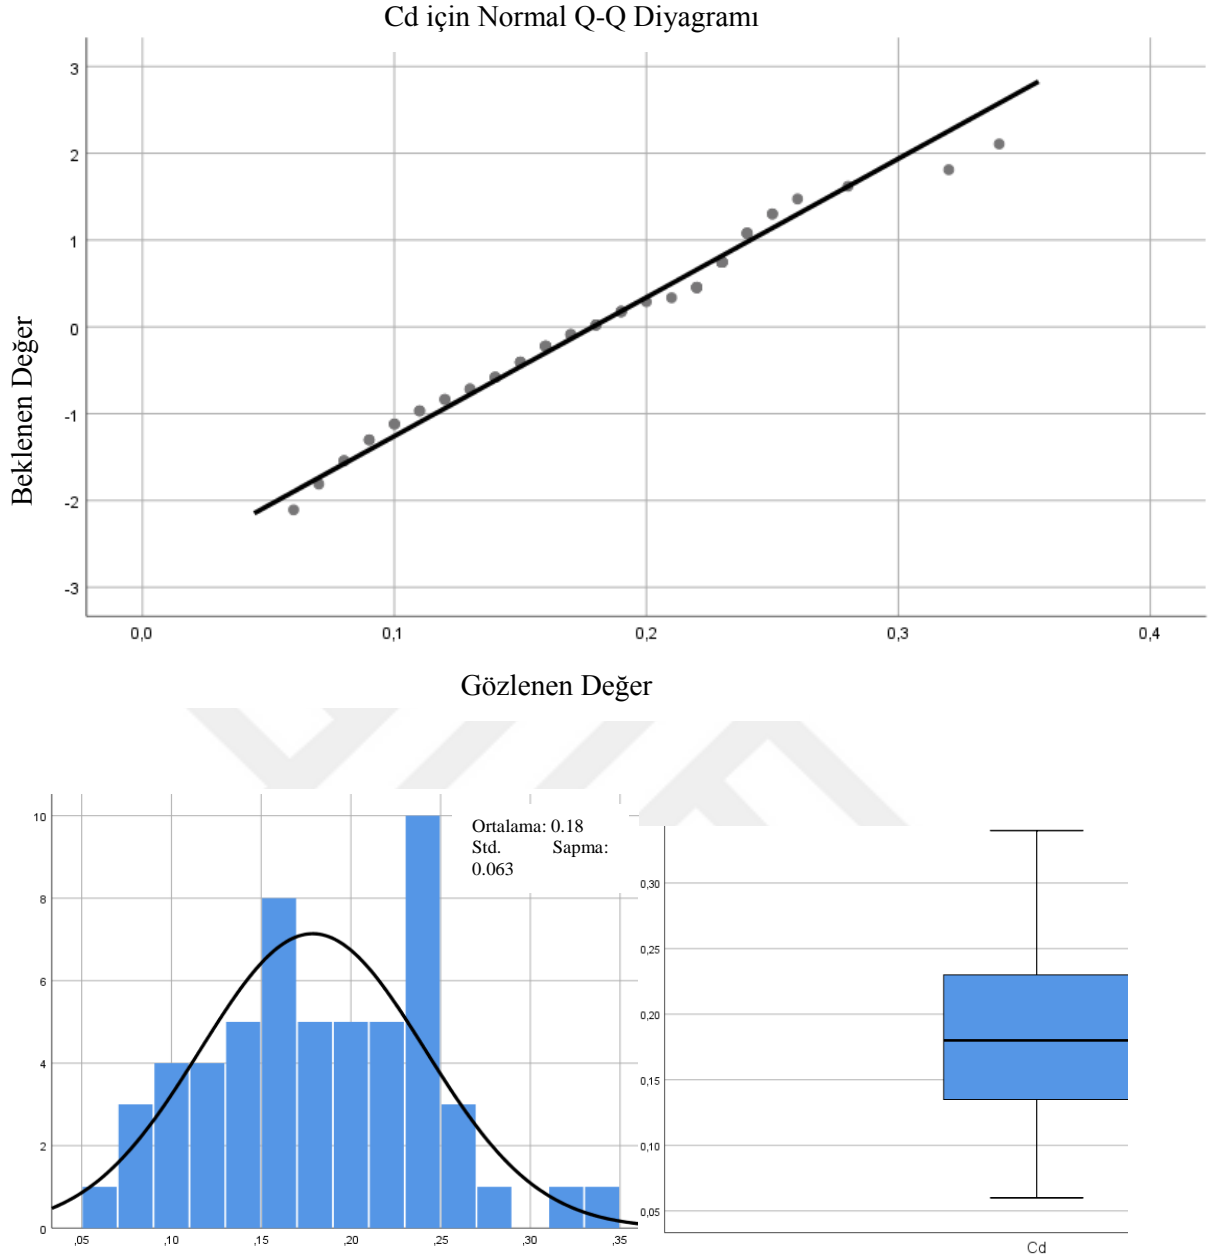 Cd için Normal Q-Q Diyagramı
3
2
1
0
-1
-2
-3
Beklenen Değer
0,0 0,1 0,2 0,3 0,4
Gözlenen Değer
10
8
6
4
2
0
Ortalama: 0.18
Std. Sapma:
0.063
,05 ,10 ,15 ,20 ,25 ,30 ,35
0,30
0,25
0,20
0,15
0,10
0,05
Cd